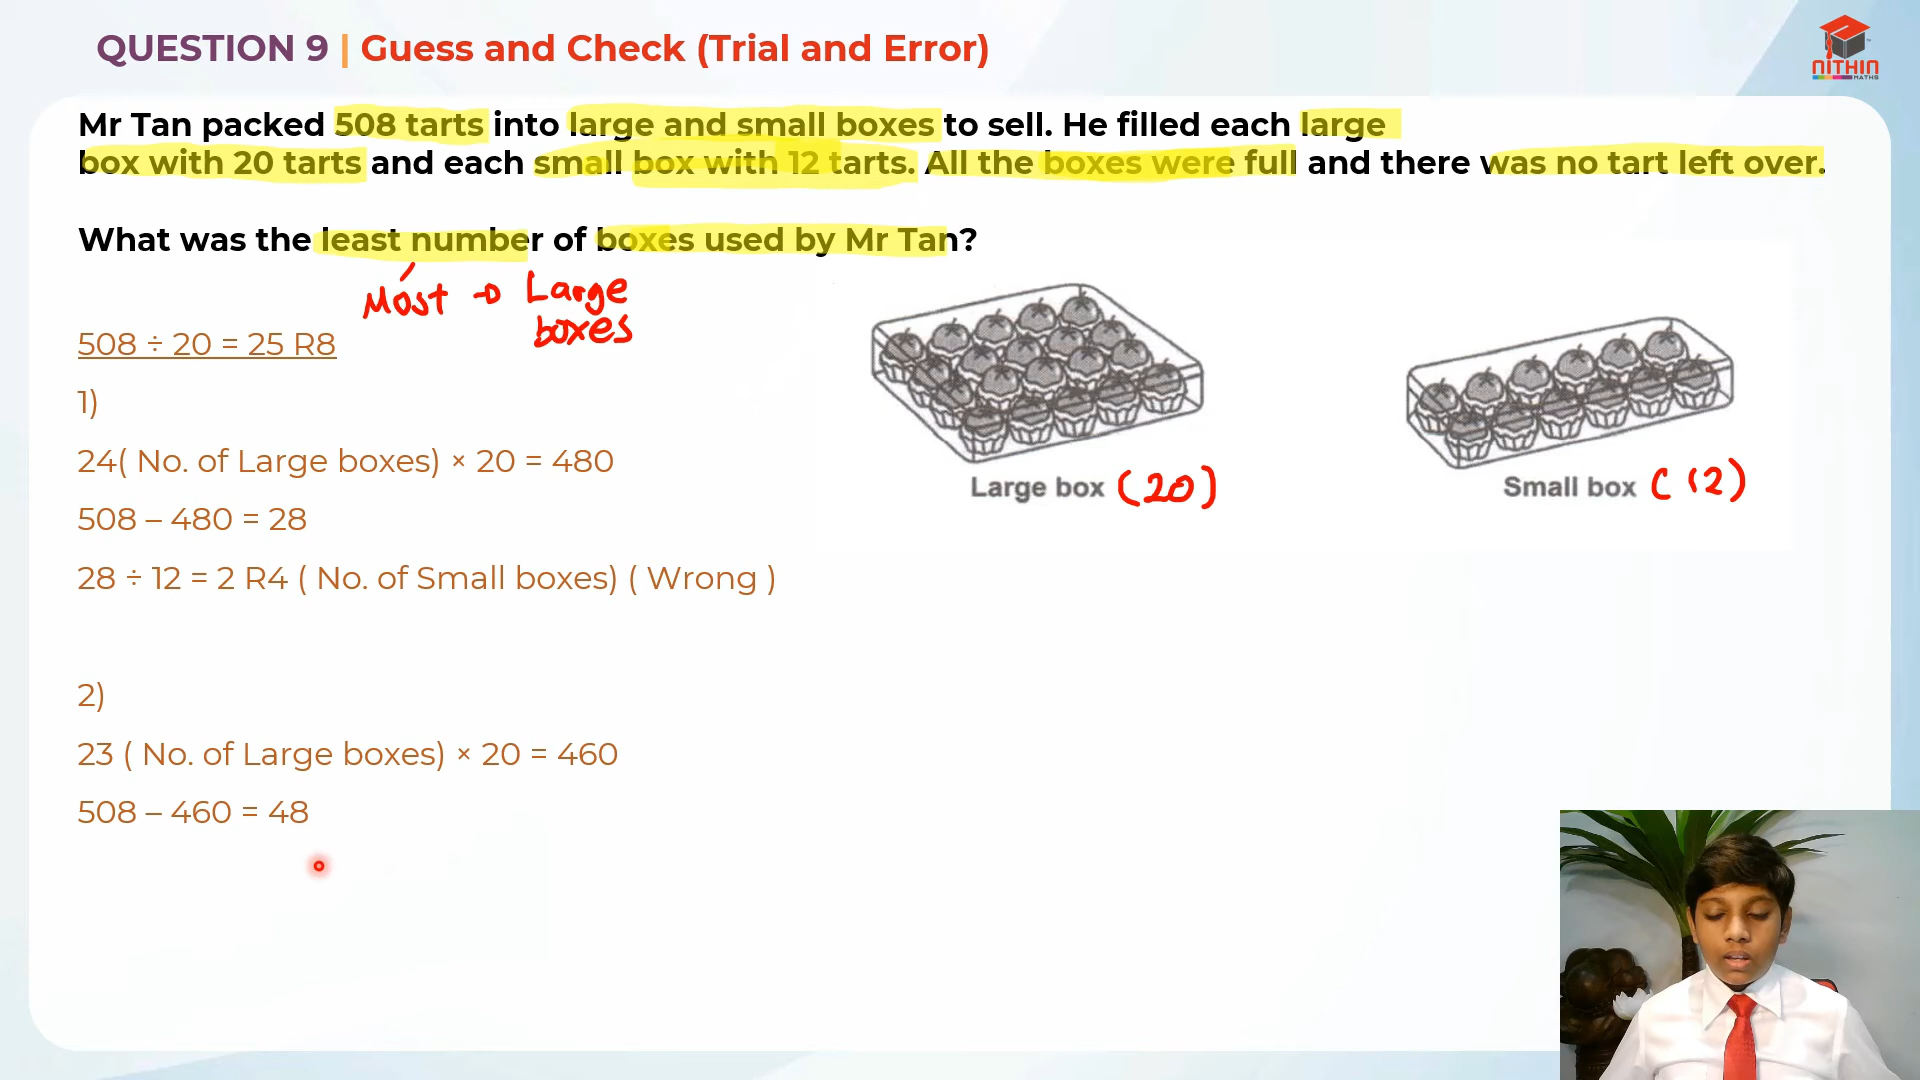 QUESTION 9 | Guess and Check (Trial and Error)
NITHIN
MATHS
Mr Tan packed 508 tarts into large and small boxes to sell. He filled each large
box with 20 tarts and each small box with 12 tarts. All the boxes were full and there was no tart left over.
What was the least number of boxes used by Mr Tan?
Most → Large
boxes
508 ÷ 20 = 25 R8
1)
24( No. of Large boxes) × 20 = 480
Large box (20)
Small box (12)
508 – 480 = 28
28 ÷ 12 = 2 R4 ( No. of Small boxes) ( Wrong )
2)
23 ( No. of Large boxes) × 20 = 460
508 – 460 = 48